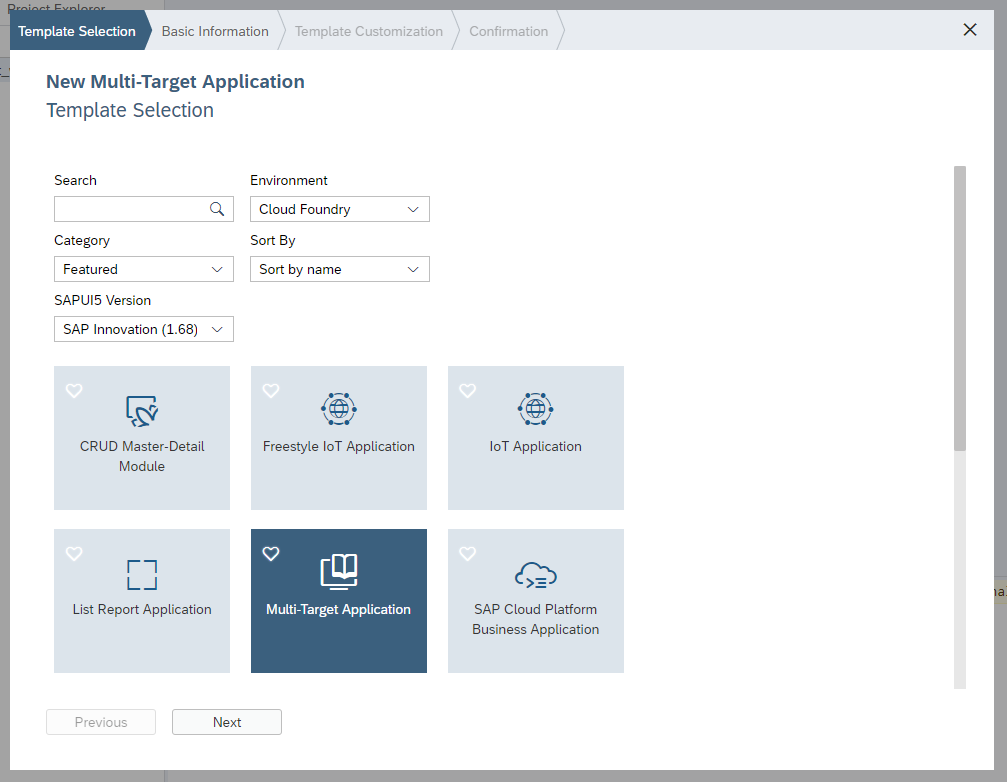 Project Explorer
Template Selection
Basic Information
Template Customization
Confirmation
New Multi-Target Application
Template Selection
Search
Environment
Cloud Foundry
Category
Sort By
Featured
Sort by name
SAPUI5 Version
SAP Innovation (1.68)
CRUD Master-Detail
Module
Freestyle IoT Application
IoT Application
List Report Application
Multi-Target Application
SAP Cloud Platform
Business Application
Previous
Next